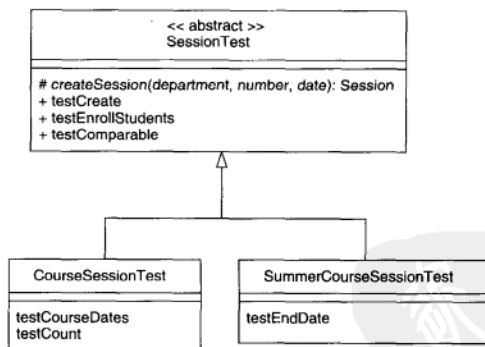 << abstract >>
SessionTest
# createSession(department, number, date): Session
+ testCreate
+ testEnrollStudents
+ testComparable
CourseSessionTest
testCourseDates
testCount
SummerCourseSessionTest
testEndDate